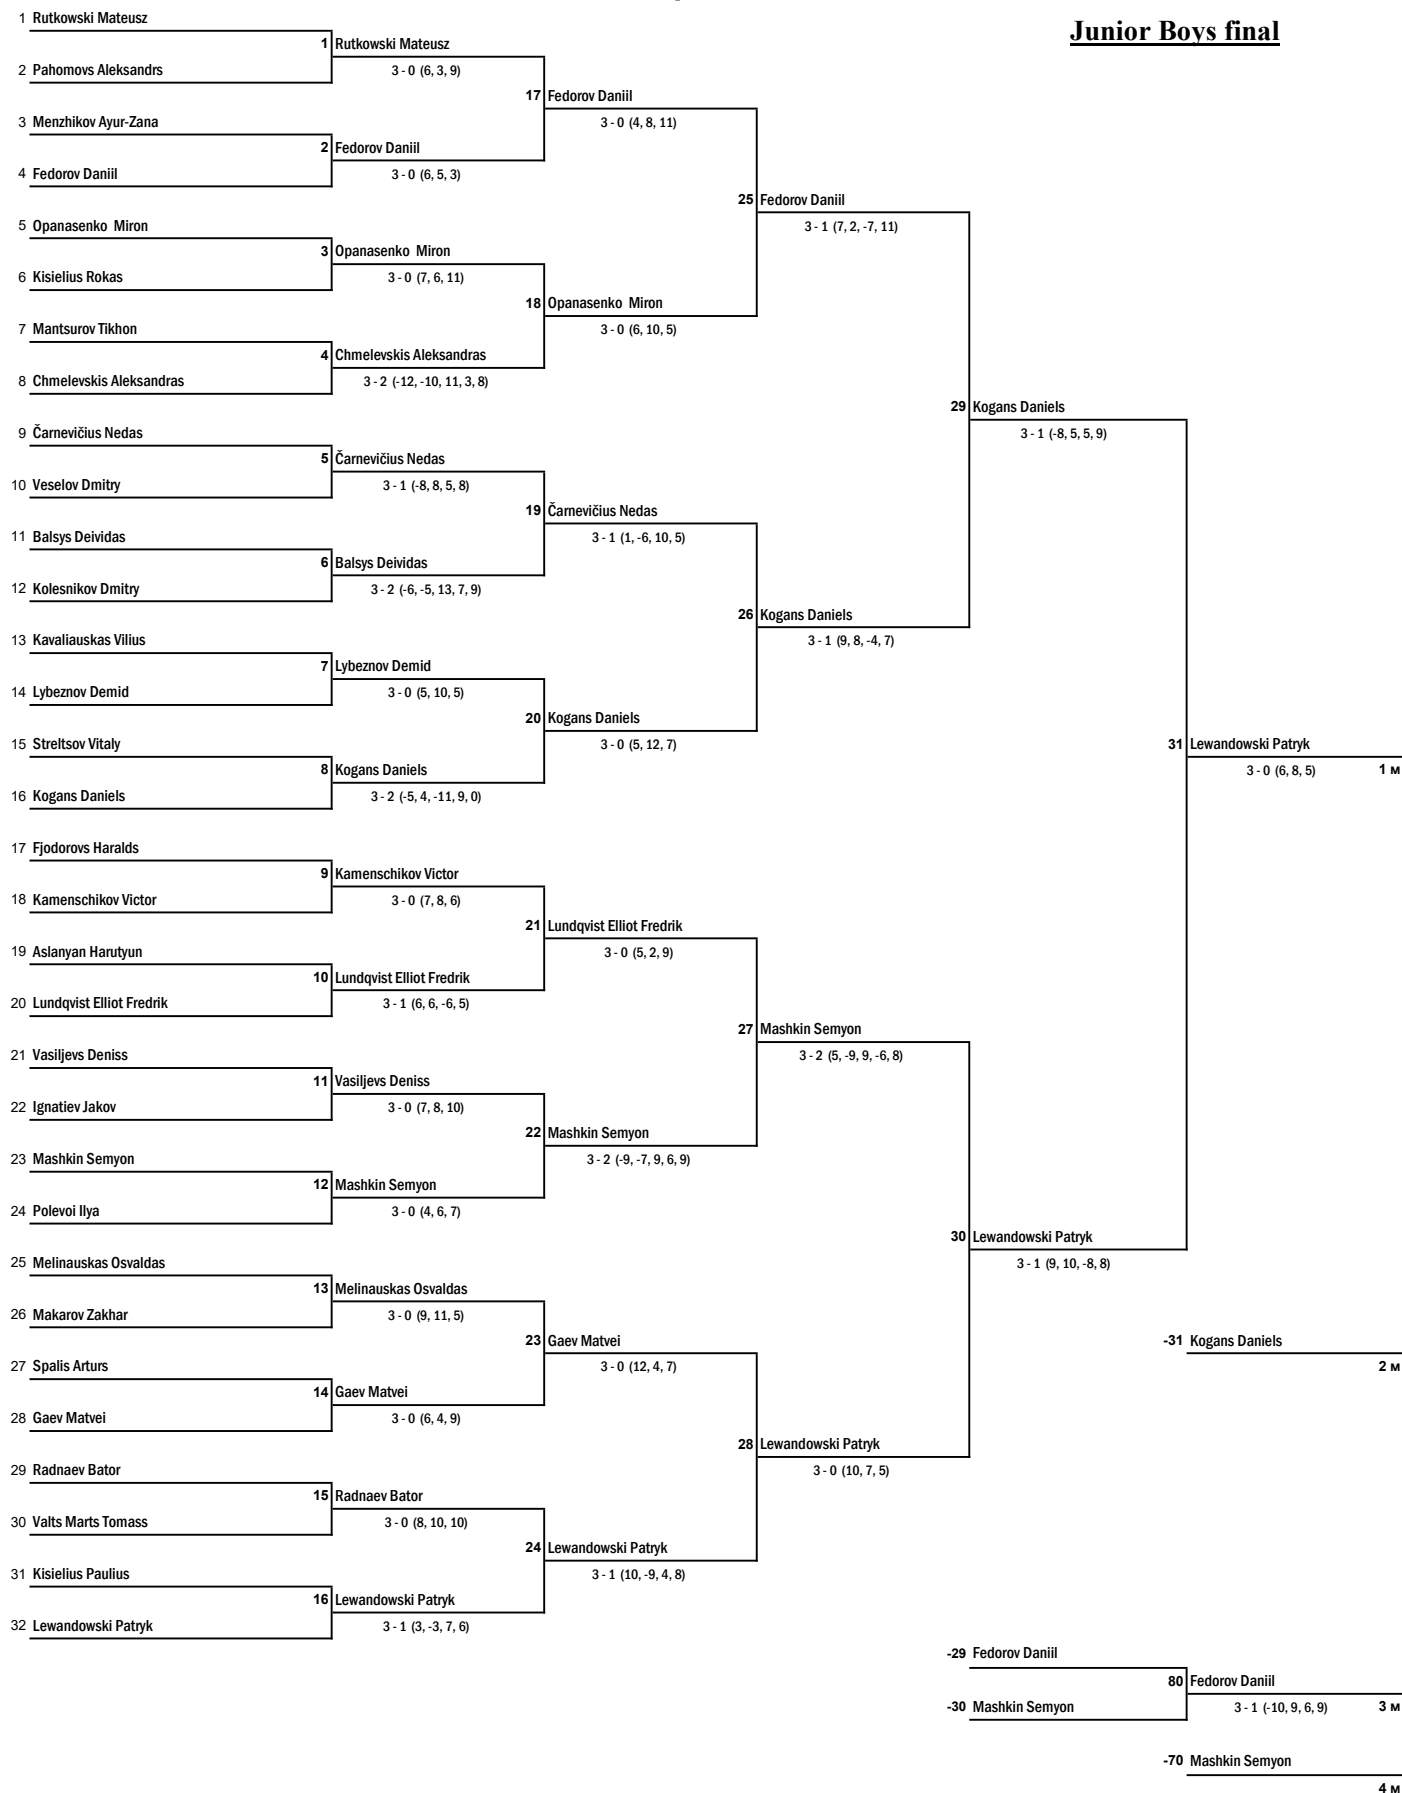 Junior Boys final
1 Rutkowski Mateusz
1 Rutkowski Mateusz
2 Pahomovs Aleksandrs
3 - 0 (6, 3, 9)
17 Fedorov Daniil
3 Menzhikov Ayur-Zana
3 - 0 (4, 8, 11)
2 Fedorov Daniil
4 Fedorov Daniil
3 - 0 (6, 5, 3)
25 Fedorov Daniil
5 Opanasenko Miron
3 - 1 (7, 2, -7, 11)
3 Opanasenko Miron
6 Kisielius Rokas
3 - 0 (7, 6, 11)
18 Opanasenko Miron
7 Mantsurov Tikhon
3 - 0 (6, 10, 5)
4 Chmelevskis Aleksandras
8 Chmelevskis Aleksandras
3 - 2 (-12, -10, 11, 3, 8)
29 Kogans Daniels
9 Čarnevičius Nedas
3 - 1 (-8, 5, 5, 9)
5 Čarnevičius Nedas
10 Veselov Dmitry
3 - 1 (-8, 8, 5, 8)
19 Čarnevičius Nedas
11 Balsys Deividas
3 - 1 (1, -6, 10, 5)
6 Balsys Deividas
12 Kolesnikov Dmitry
3 - 2 (-6, -5, 13, 7, 9)
26 Kogans Daniels
13 Kavaliauskas Vilius
3 - 1 (9, 8, -4, 7)
7 Lybeznov Demid
14 Lybeznov Demid
3 - 0 (5, 10, 5)
20 Kogans Daniels
15 Streltsov Vitaly
3 - 0 (5, 12, 7)
31 Lewandowski Patryk
8 Kogans Daniels
3 - 0 (6, 8, 5) 1 м
16 Kogans Daniels
3 - 2 (-5, 4, -11, 9, 0)
17 Fjodorovs Haralds
9 Kamenschikov Victor
18 Kamenschikov Victor
3 - 0 (7, 8, 6)
21 Lundqvist Elliot Fredrik
19 Aslanyan Harutyun
3 - 0 (5, 2, 9)
10 Lundqvist Elliot Fredrik
20 Lundqvist Elliot Fredrik
3 - 1 (6, 6, -6, 5)
27 Mashkin Semyon
21 Vasiljevs Deniss
3 - 2 (5, -9, 9, -6, 8)
11 Vasiljevs Deniss
22 Ignatiev Jakov
3 - 0 (7, 8, 10)
22 Mashkin Semyon
23 Mashkin Semyon
3 - 2 (-9, -7, 9, 6, 9)
12 Mashkin Semyon
24 Polevoi Ilya
3 - 0 (4, 6, 7)
30 Lewandowski Patryk
25 Melinauskas Osvaldas
3 - 1 (9, 10, -8, 8)
13 Melinauskas Osvaldas
26 Makarov Zakhar
3 - 0 (9, 11, 5)
23 Gaev Matvei
-31 Kogans Daniels
27 Spalis Arturs
3 - 0 (12, 4, 7)
2 м
14 Gaev Matvei
28 Gaev Matvei
3 - 0 (6, 4, 9)
28 Lewandowski Patryk
29 Radnaev Bator
3 - 0 (10, 7, 5)
15 Radnaev Bator
30 Valts Marts Tomass
3 - 0 (8, 10, 10)
24 Lewandowski Patryk
31 Kisielius Paulius
3 - 1 (10, -9, 4, 8)
16 Lewandowski Patryk
32 Lewandowski Patryk
3 - 1 (3, -3, 7, 6)
-29 Fedorov Daniil
80 Fedorov Daniil
-30 Mashkin Semyon
3 - 1 (-10, 9, 6, 9) 3 м
-70 Mashkin Semyon
4 м